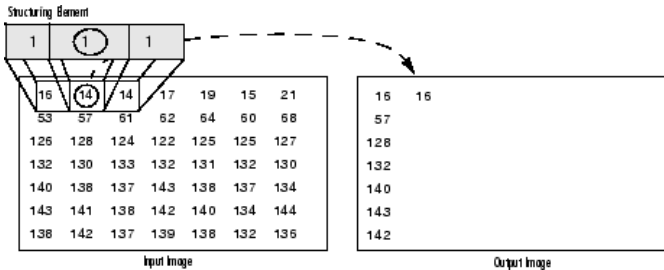 Structuring Element
1 1 1
16 14 14 17 19 15 21
53 57 61 62 64 60 68
126 128 124 122 125 125 127
132 130 133 132 131 132 130
140 138 137 143 138 137 134
143 141 138 142 140 134 144
138 142 137 139 138 132 136
Input Image
16 16
57
128
132
140
143
142
Output Image